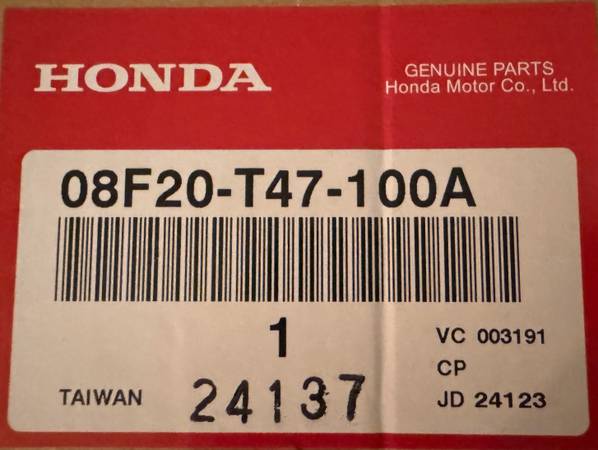 HONDA
GENUINE PARTS
Honda Motor Co., Ltd.
08F20-T47-100A
1
VC 003191
CP
TAIWAN
24137
JD 24123